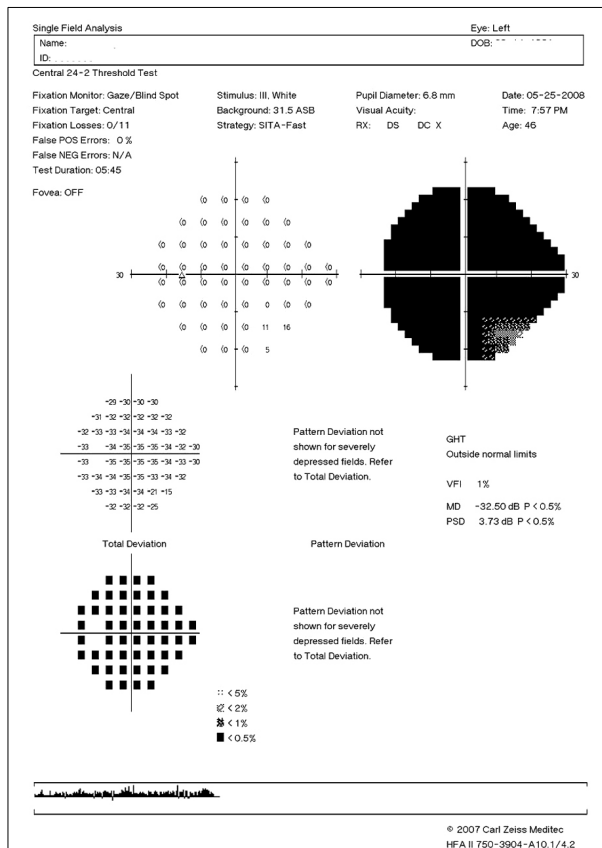 Single Field Analysis Eye: Left
Name: DOB:
ID:
Central 24-2 Threshold Test
Fixation Monitor: Gaze/Blind Spot Stimulus: III, White Pupil Diameter: 6.8 mm Date: 05-25-2008
Fixation Target: Central Background: 31.5 ASB Visual Acuity: Time: 7:57 PM
Fixation Losses: 0/11 Strategy: SITA-Fast RX: DS DC X Age: 46
False POS Errors: 0 %
False NEG Errors: N/A
Test Duration: 05:45
Fovea: OFF
(0 (0 (0 (0
(0 (0 (0 (0 (0 (0
(0 (0 (0 (0 (0 (0 (0 (0
(0 (0 (0 (0 (0 (0 (0 (0 (0
30 30
(0 (0 (0 (0 (0 (0 (0 (0 (0
(0 (0 (0 (0 (0 0 (0 (0
(0 (0 (0 (0 11 16
(0 (0 (0 5
-29 -30 -30 -30
-31 -32 -32 -32 -32 -32
-32 -33 -33 -34 -34 -34 -33 -32
-33 -34 -35 -35 -35 -34 -32 -30
-33 -35 -35 -35 -35 -34 -33 -30
-33 -34 -34 -34 -35 -34 -34 -32
-33 -33 -34 -34 -21 -15
-32 -32 -32 -25
Pattern Deviation not
shown for severely
depressed fields. Refer
to Total Deviation.
GHT
Outside normal limits
VFI 1%
MD -32.50 dB P < 0.5%
PSD 3.73 dB P < 0.5%
Total Deviation Pattern Deviation
Pattern Deviation not
shown for severely
depressed fields. Refer
to Total Deviation.
< 5%
< 2%
< 1%
< 0.5%
© 2007 Carl Zeiss Meditec
HFA II 750-3904-A10.1/4.2